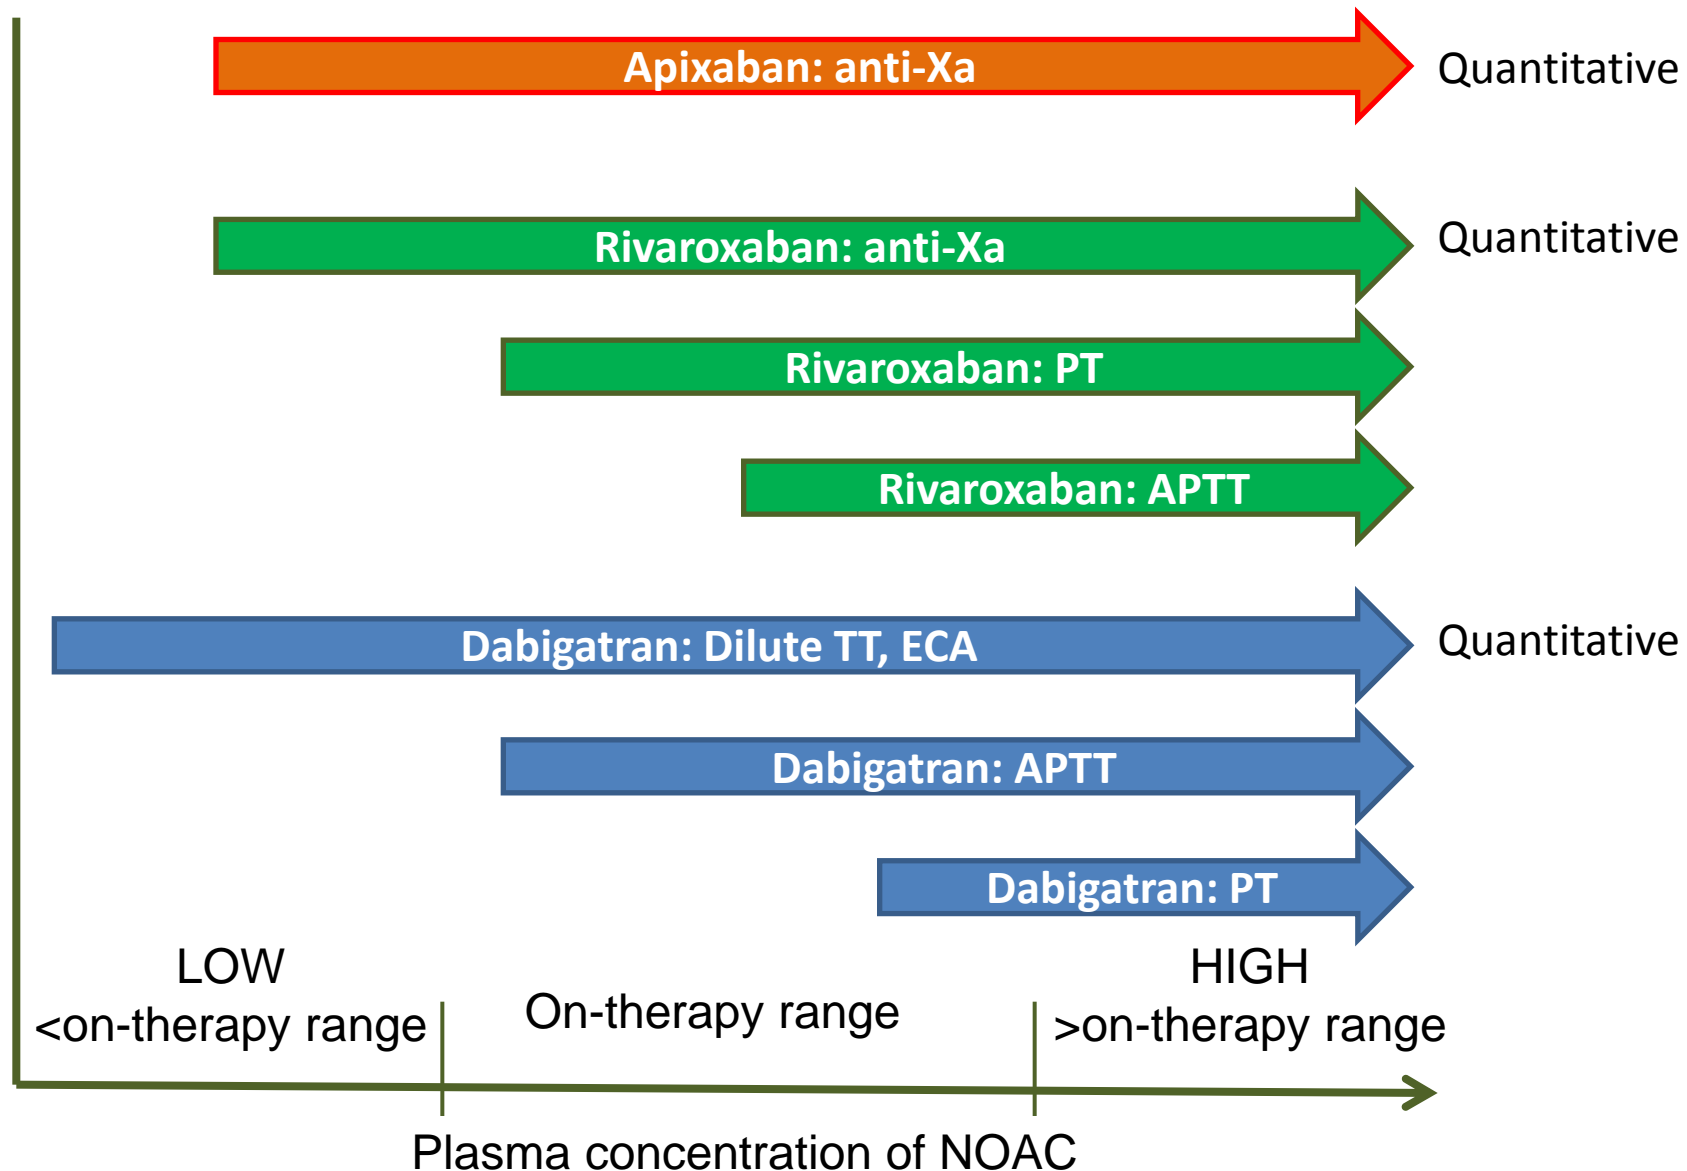 Apixaban: anti-Xa
Quantitative
Rivaroxaban: anti-Xa
Quantitative
Rivaroxaban: PT
Rivaroxaban: APTT
Dabigatran: Dilute TT, ECA
Quantitative
Dabigatran: APTT
Dabigatran: PT
LOW
<on-therapy range
On-therapy range
HIGH
>on-therapy range
Plasma concentration of NOAC